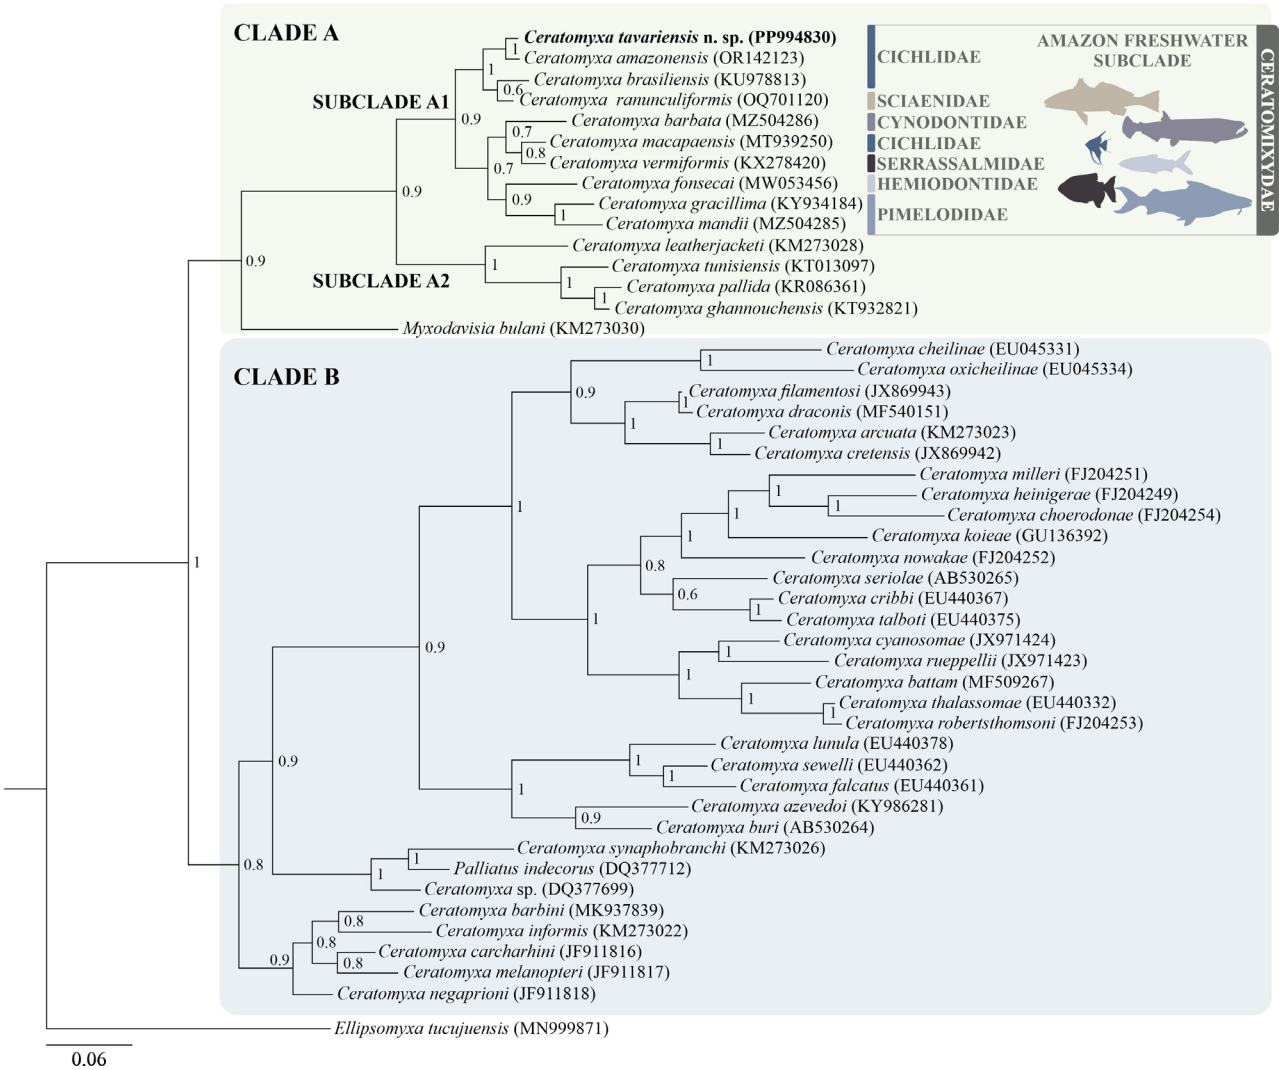 CLADE A
Ceratomyxa tavariensis n. sp. (PP994830)
1
Ceratomyxa amazonensis (OR142123)
1
Ceratomyxa brasiliensis (KU978813)
0.6
Ceratomyxa ranunculiformis (OQ701120)
SUBCLADE A1
0.9
Ceratomyxa barbata (MZ504286)
0.7
Ceratomyxa macapaensis (MT939250)
0.8
Ceratomyxa vermiformis (KX278420)
0.7
Ceratomyxa fonsecai (MW053456)
0.9
Ceratomyxa gracillima (KY934184)
1
Ceratomyxa mandii (MZ504285)
0.9
Ceratomyxa leatherjacketi (KM273028)
1
Ceratomyxa tunisiensis (KT013097)
SUBCLADE A2
1
Ceratomyxa pallida (KR086361)
1
Ceratomyxa ghannouchensis (KT932821)
0.9
Myxodavisia bulani (KM273030)
CICHLIDAE
SCIAENIDAE
CYNODONTIDAE
CICHLIDAE
SERRASSALMIDAE
HEMIODONTIDAE
PIMELODIDAE
AMAZON FRESHWATER
SUBCLADE
CERATOMIXYDAE
CLADE B
Ceratomyxa cheilinae (EU045331)
1
Ceratomyxa oxicheilinae (EU045334)
0.9
Ceratomyxa filamentosi (JX869943)
1
Ceratomyxa draconis (MF540151)
1
Ceratomyxa arcuata (KM273023)
1
Ceratomyxa cretensis (JX869942)
1
Ceratomyxa milleri (FJ204251)
1
Ceratomyxa heinigerae (FJ204249)
1
Ceratomyxa choerodonae (FJ204254)
1
Ceratomyxa koieae (GU136392)
1
Ceratomyxa nowakae (FJ204252)
0.8
Ceratomyxa seriolae (AB530265)
0.6
Ceratomyxa cribbi (EU440367)
1
Ceratomyxa talboti (EU440375)
1
Ceratomyxa cyanosomae (JX971424)
1
Ceratomyxa rueppellii (JX971423)
1
Ceratomyxa battam (MF509267)
1
Ceratomyxa thalassomae (EU440332)
1
Ceratomyxa robertsthomsoni (FJ204253)
0.9
Ceratomyxa lunula (EU440378)
1
Ceratomyxa sewelli (EU440362)
1
Ceratomyxa falcatus (EU440361)
1
Ceratomyxa azevedoi (KY986281)
0.9
Ceratomyxa buri (AB530264)
0.9
Ceratomyxa synaphobranchi (KM273026)
1
Palliatus indecorus (DQ377712)
1
Ceratomyxa sp. (DQ377699)
0.8
Ceratomyxa barbini (MK937839)
0.8
Ceratomyxa informis (KM273022)
0.8
Ceratomyxa carcharhini (JF911816)
0.8
Ceratomyxa melanopteri (JF911817)
0.9
Ceratomyxa negaprioni (JF911818)
1
Ellipsomyxa tucujuensis (MN999871)
0.06